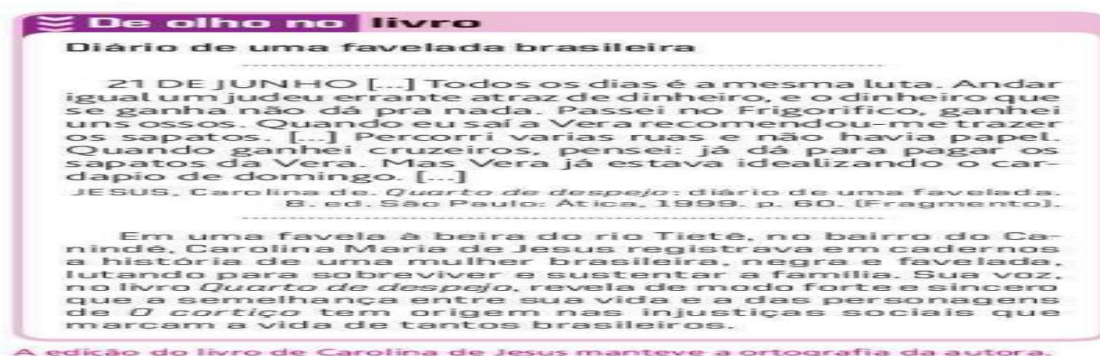 De olho no livro
Diário de uma favelada brasileira
21 DE JUNHO [...] Todos os dias é a mesma luta. Andar
igual um judeu errante atraz de dinheiro, e o dinheiro que
se ganha não dá pra nada. Passei no Frigorifico, ganhei
uns ossos. Quando eu saí a Vera recomendou-me trazer
os sapatos. [...] Percorri varias ruas e não havia papel.
Quando ganhei cruzeiros, pensei: já dá para pagar os
sapatos da Vera. Mas Vera já estava idealizando o car-
dapio de domingo. [...]
JESUS, Carolina de. Quarto de despejo: diário de uma favelada.
8. ed. São Paulo: Ática, 1999. p. 60. (Fragmento).
Em uma favela à beira do rio Tietê, no bairro do Ca-
nindé, Carolina Maria de Jesus registrava em cadernos
a história de uma mulher brasileira, negra e favelada,
lutando para sobreviver e sustentar a família. Sua voz,
no livro Quarto de despejo, revela de modo forte e sincero
que a semelhança entre sua vida e a das personagens
de O cortiço tem origem nas injustiças sociais que
marcam a vida de tantos brasileiros.
A edição do livro de Carolina de Jesus manteve a ortografia da autora.